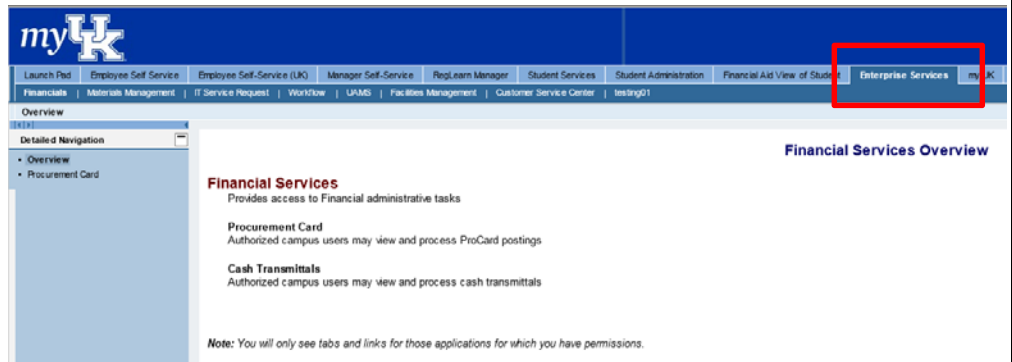 myUK
Launch Pad Employee Self Service Employee Self-Service (UK) Manager Self-Service RegLearn Manager Student Services Student Administration Financial Aid View of Student Enterprise Services myUK
Financials | Materials Management | IT Service Request | Workflow | UAMS | Facilities Management | Customer Service Center | testing01
Overview
Detailed Navigation
• Overview
• Procurement Card
Financial Services Overview
Financial Services
Provides access to Financial administrative tasks
Procurement Card
Authorized campus users may view and process ProCard postings
Cash Transmittals
Authorized campus users may view and process cash transmittals
Note: You will only see tabs and links for those applications for which you have permissions.